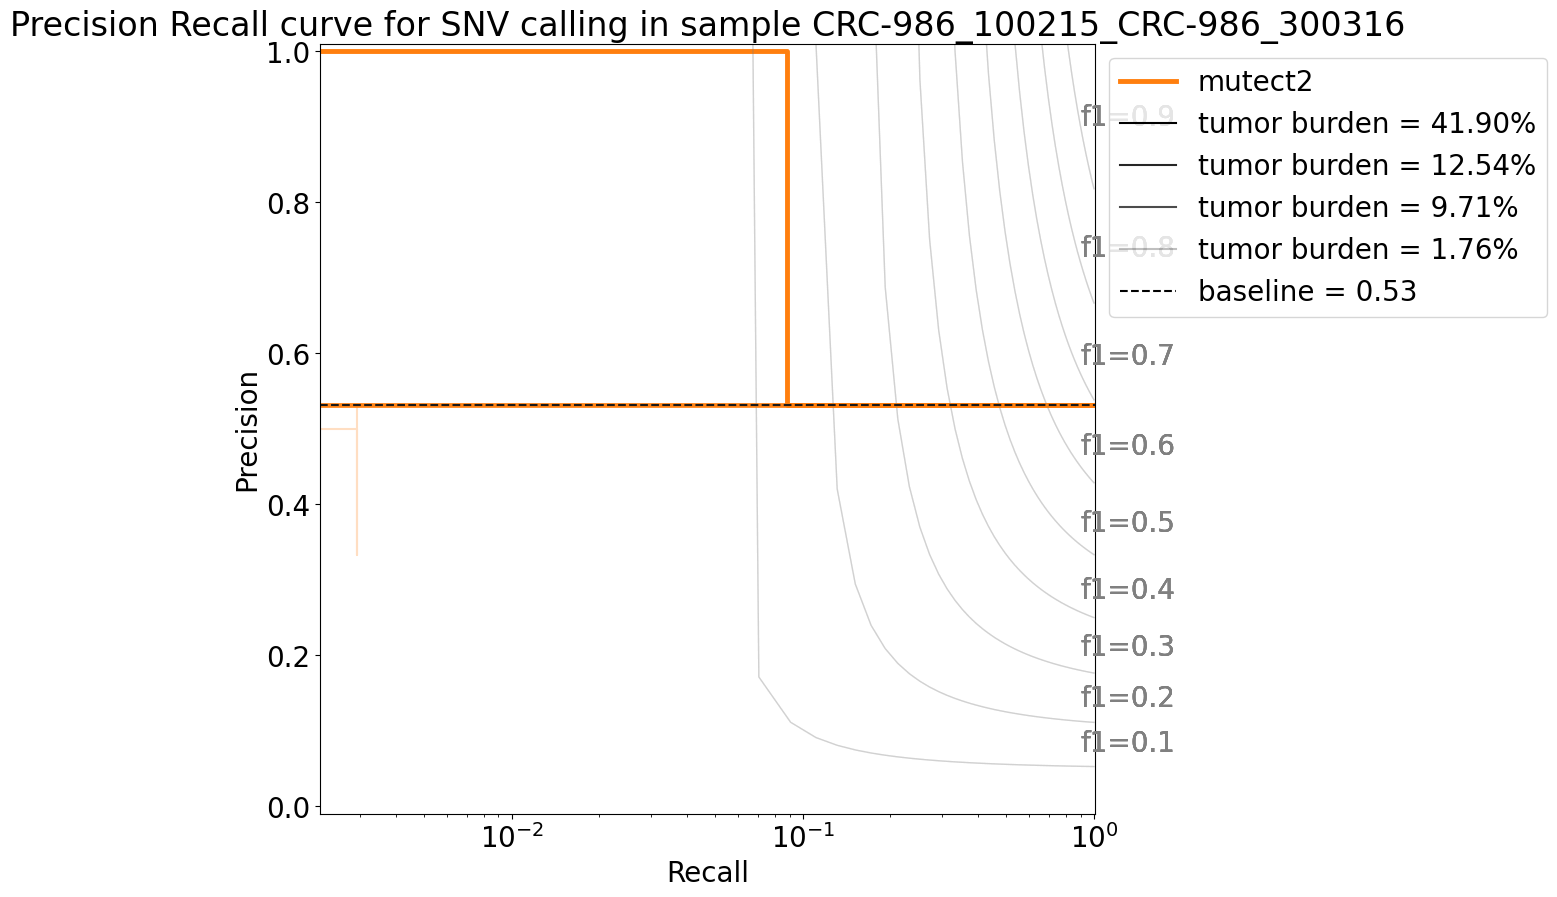 Precision Recall curve for SNV calling in sample CRC-986_100215_CRC-986_300316
1.0
0.8
0.6
0.4
0.2
0.0
Precision
10⁻²
10⁻¹
10⁰
Recall
f1=0.9
f1=0.8
f1=0.7
f1=0.6
f1=0.5
f1=0.4
f1=0.3
f1=0.2
f1=0.1
mutect2
tumor burden = 41.90%
tumor burden = 12.54%
tumor burden = 9.71%
tumor burden = 1.76%
baseline = 0.53